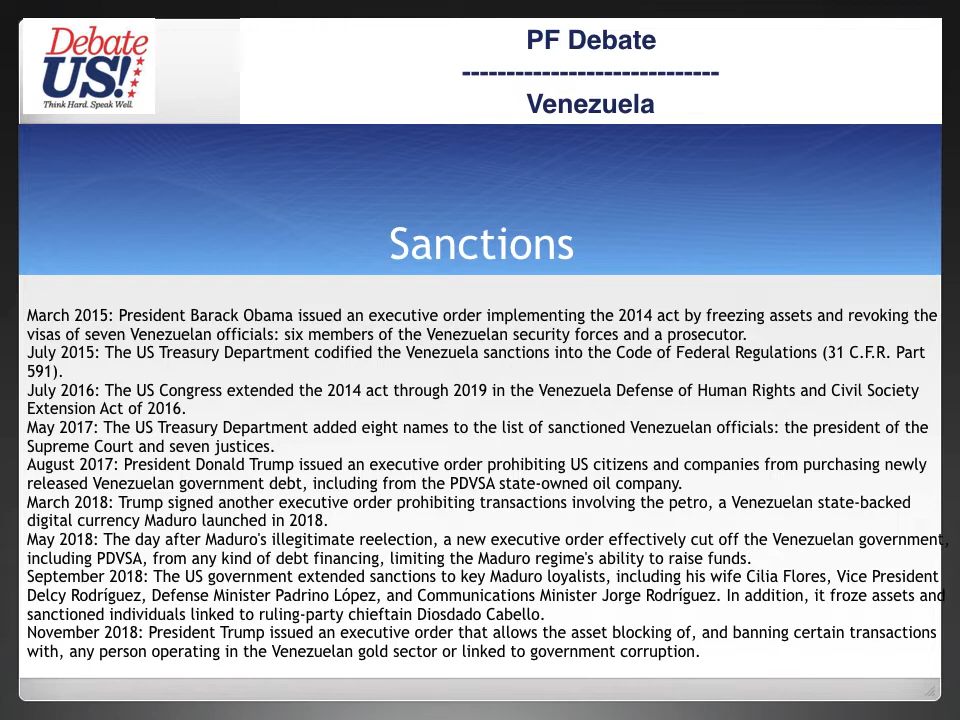 Debate
US!
Think Hard. Speak Well.
PF Debate
-----------------------------
Venezuela
Sanctions
March 2015: President Barack Obama issued an executive order implementing the 2014 act by freezing assets and revoking the
visas of seven Venezuelan officials: six members of the Venezuelan security forces and a prosecutor.
July 2015: The US Treasury Department codified the Venezuela sanctions into the Code of Federal Regulations (31 C.F.R. Part
591).
July 2016: The US Congress extended the 2014 act through 2019 in the Venezuela Defense of Human Rights and Civil Society
Extension Act of 2016.
May 2017: The US Treasury Department added eight names to the list of sanctioned Venezuelan officials: the president of the
Supreme Court and seven justices.
August 2017: President Donald Trump issued an executive order prohibiting US citizens and companies from purchasing newly
released Venezuelan government debt, including from the PDVSA state-owned oil company.
March 2018: Trump signed another executive order prohibiting transactions involving the petro, a Venezuelan state-backed
digital currency Maduro launched in 2018.
May 2018: The day after Maduro's illegitimate reelection, a new executive order effectively cut off the Venezuelan government,
including PDVSA, from any kind of debt financing, limiting the Maduro regime's ability to raise funds.
September 2018: The US government extended sanctions to key Maduro loyalists, including his wife Cilia Flores, Vice President
Delcy Rodríguez, Defense Minister Padrino López, and Communications Minister Jorge Rodríguez. In addition, it froze assets and
sanctioned individuals linked to ruling-party chieftain Diosdado Cabello.
November 2018: President Trump issued an executive order that allows the asset blocking of, and banning certain transactions
with, any person operating in the Venezuelan gold sector or linked to government corruption.